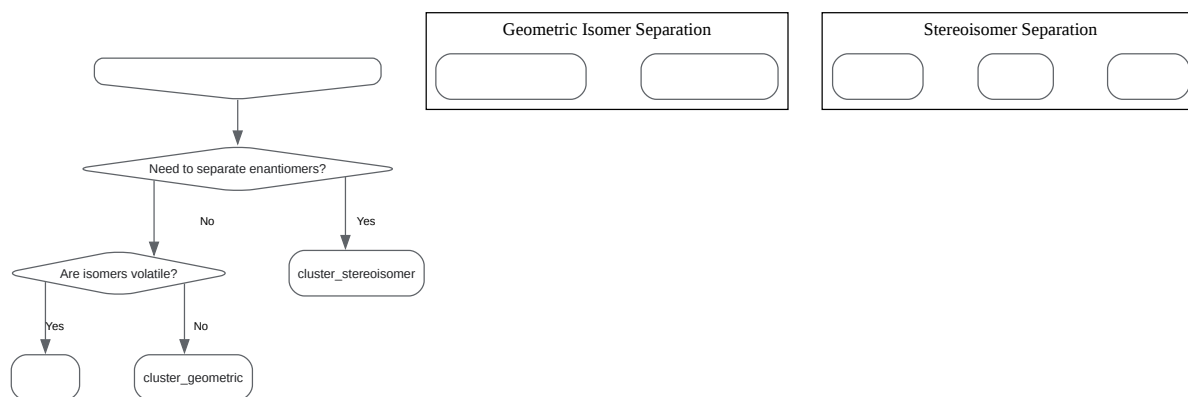 Geometric Isomer Separation
Stereoisomer Separation
Need to separate enantiomers?
No
Yes
Are isomers volatile?
cluster_stereoisomer
Yes
No
cluster_geometric